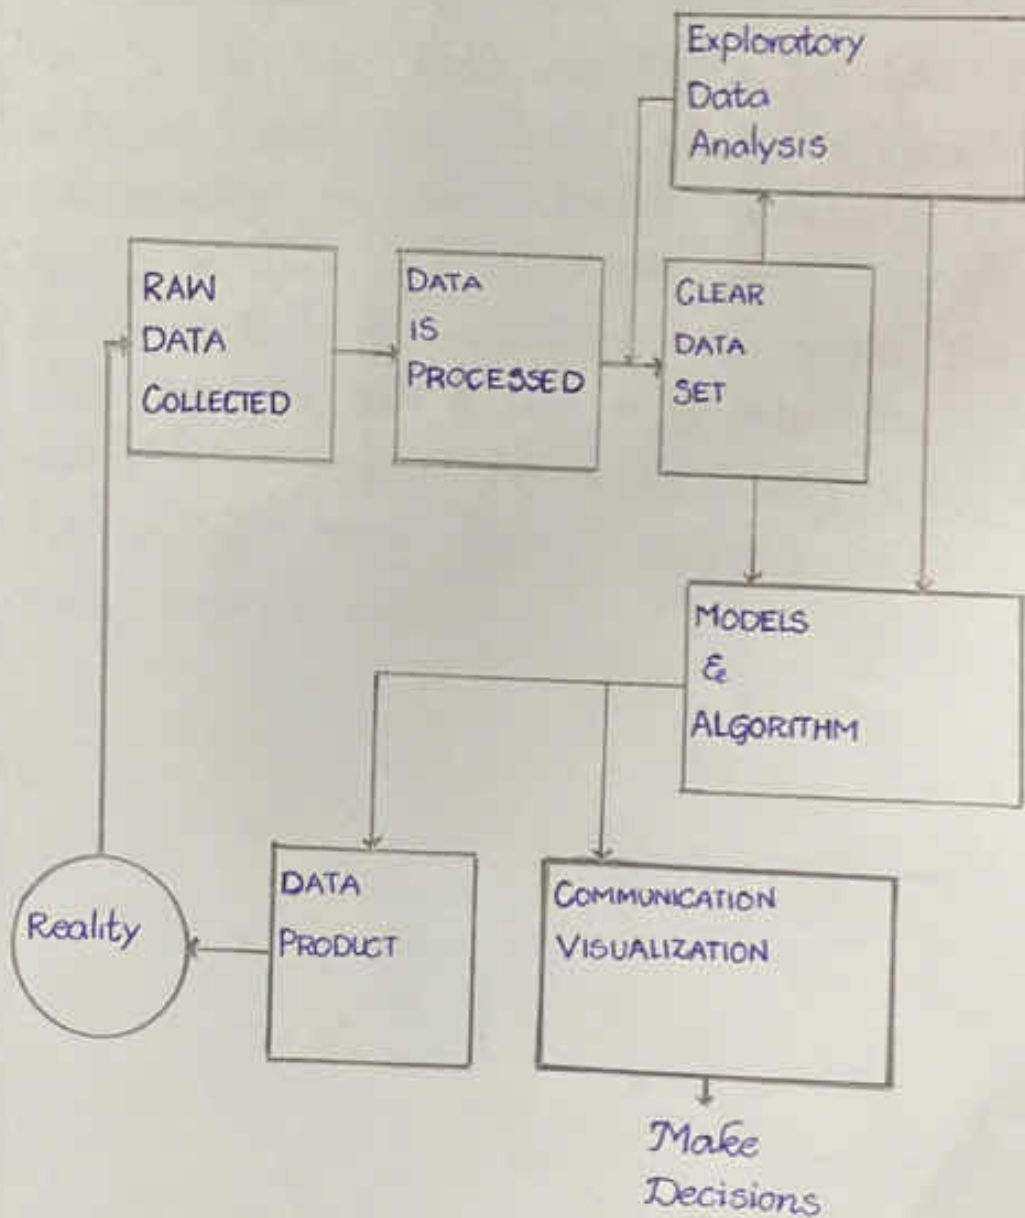 Exploratory
Data
Analysis
RAW
DATA
COLLECTED
DATA
IS
PROCESSED
CLEAR
DATA
SET
MODELS
&
ALGORITHM
DATA
PRODUCT
COMMUNICATION
VISUALIZATION
Reality
Make
Decisions